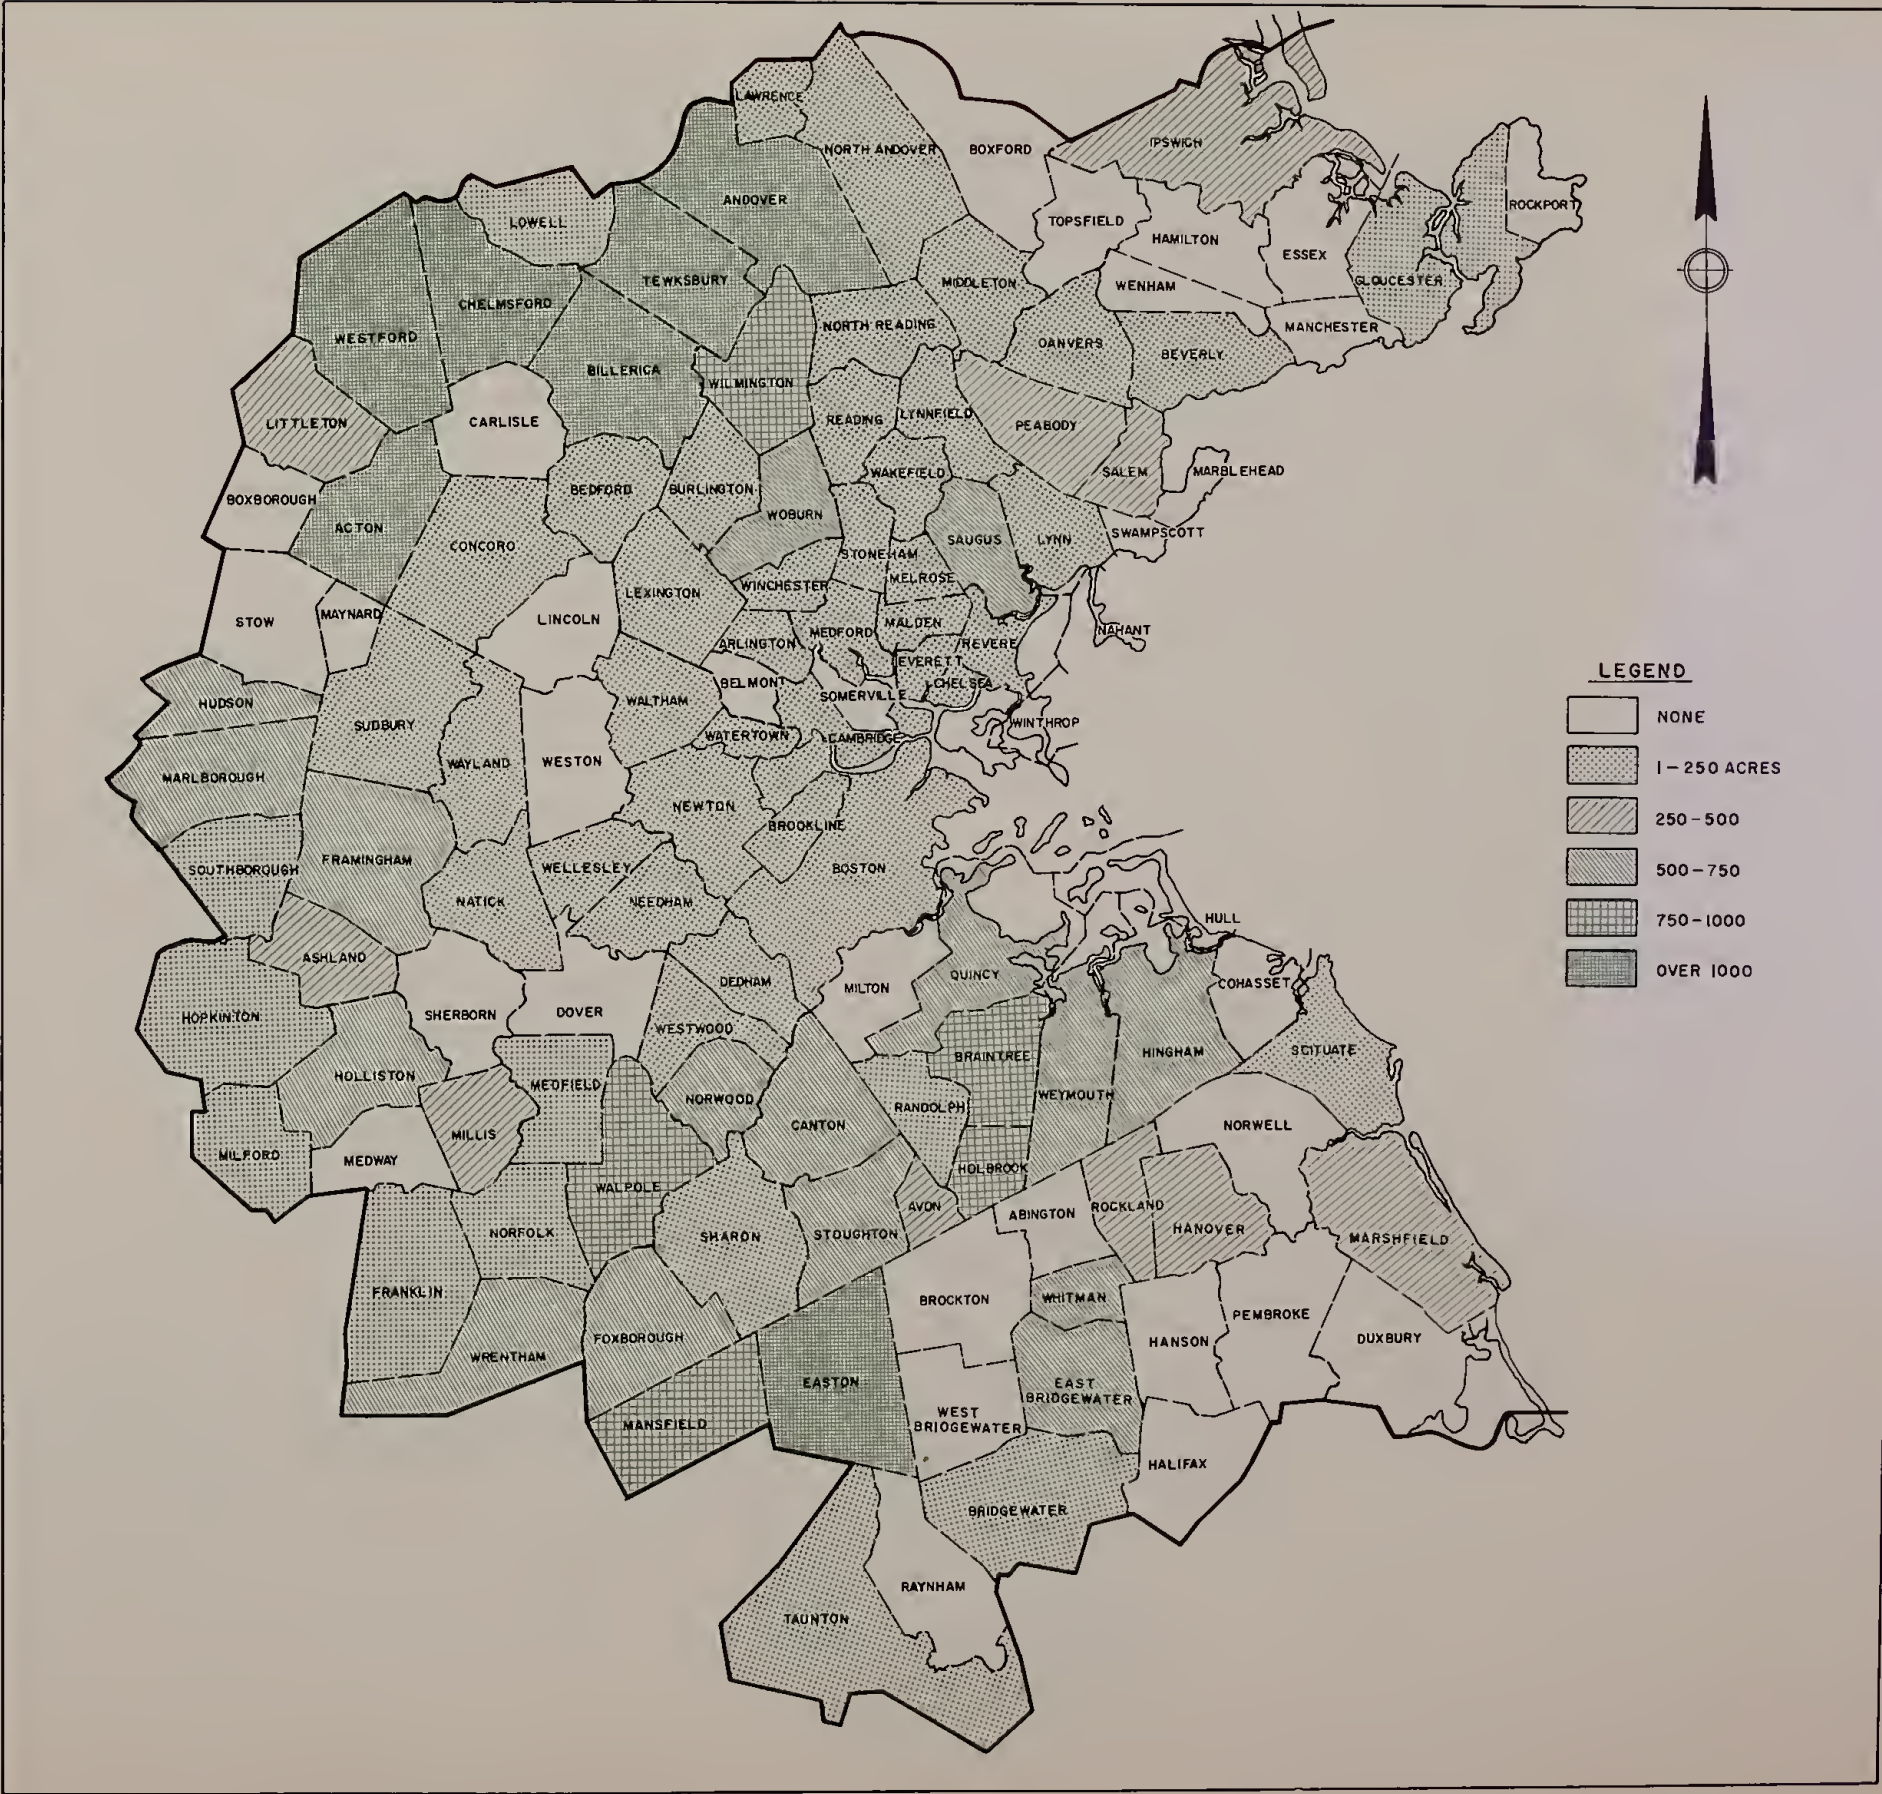 LAWRENCE
NORTH ANDOVER
BOXFORD
IPSWICH
ANDOVER
LOWELL
TOPSFIELD
ROCKPORT
HAMILTON
ESSEX
TEWKSBURY
MIDDLETON
WENHAM
GLOUCESTER
CHELMSFORD
WESTFORD
NORTH READING
MANCHESTER
DANVERS
BEVERLY
BILLERICA
WILMINGTON
LITTLETON
CARLISLE
READING
LYNNFIELD
PEABODY
WAKEFIELD
SALEM
MARBLEHEAD
BOXBOROUGH
BEDFORD
BURLINGTON
ACTON
WOBURN
SWAMPSCOTT
CONCORD
STONEHAM
SAUGUS
LYNN
WINCHESTER
MELROSE
LEXINGTON
STOW
MAYNARD
LINCOLN
MALDEN
MEDFORD
NAHANT
ARLINGTON
REVERE
EVERETT
BELMONT
CHELSEA
SOMERVILLE
HUDSON
WALTHAM
SUDBURY
WINTHROP
WATERTOWN
CAMBRIDGE
WAYLAND
WESTON
MARLBOROUGH
NEWTON
BROOKLINE
FRAMINGHAM
SOUTHBOROUGH
WELLESLEY
BOSTON
NATICK
NEEDHAM
HULL
ASHLAND
QUINCY
DEDHAM
MILTON
COHASSET
HOPKINTON
SHERBORN
DOVER
WESTWOOD
SCITUATE
BRAINTREE
HINGHAM
HOLLISTON
MEDFIELD
WEYMOUTH
NORWOOD
RANDOLPH
CANTON
NORWELL
MILLIS
MILFORD
MEDWAY
HOLBROOK
WALPOLE
AVON
ROCKLAND
ABINGTON
NORFOLK
SHARON
STOUGHTON
HANOVER
MARSHFIELD
FRANKLIN
WHITMAN
BROCKTON
PEMBROKE
FOXBOROUGH
HANSON
DUXBURY
WRENTHAM
EASTON
EAST
BRIDGEWATER
MANSFIELD
WEST
BRIDGEWATER
HALIFAX
BRIDGEWATER
RAYNHAM
TAUNTON
LEGEND
NONE
1-250 ACRES
250-500
500-750
750-1000
OVER 1000